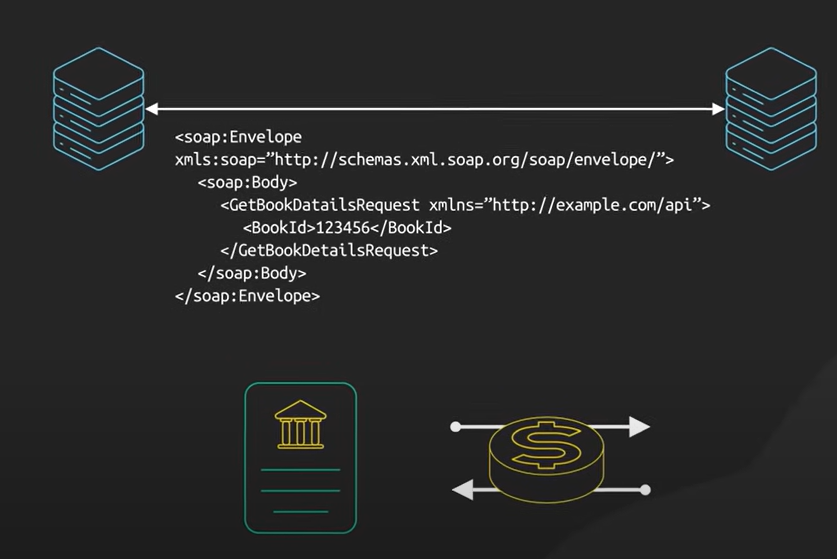 <soap:Envelope
xmls:soap=”http://schemas.xml.soap.org/soap/envelope/”>
<soap:Body>
<GetBookDatailsRequest xmlns=”http://example.com/api”>
<BookId>123456</BookId>
</GetBookDetailsRequest>
</soap:Body>
</soap:Envelope>
$